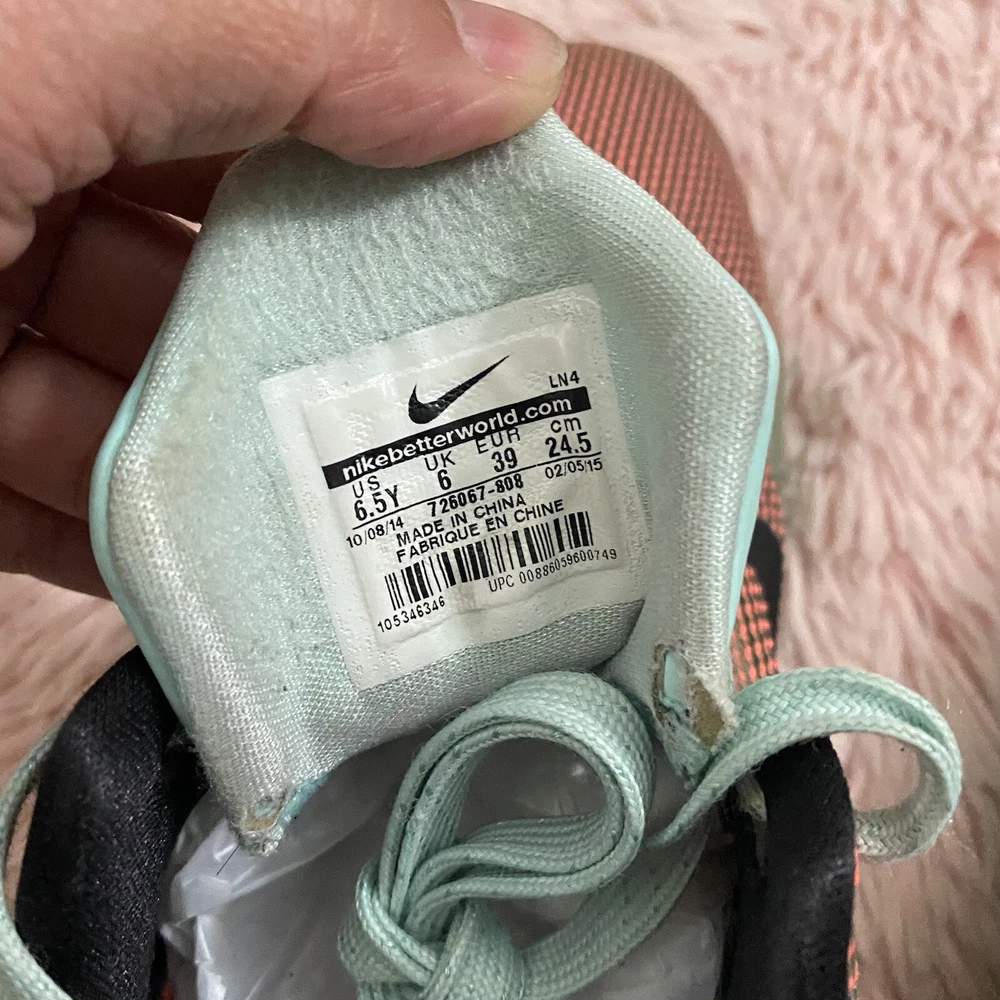 LN4
nikebetterworld.com
US UK EUR cm
6.5Y 6 39 24.5
10/08/14 726067-808 02/05/15
MADE IN CHINA
FABRIQUE EN CHINE
105346346 UPC 00886059600749